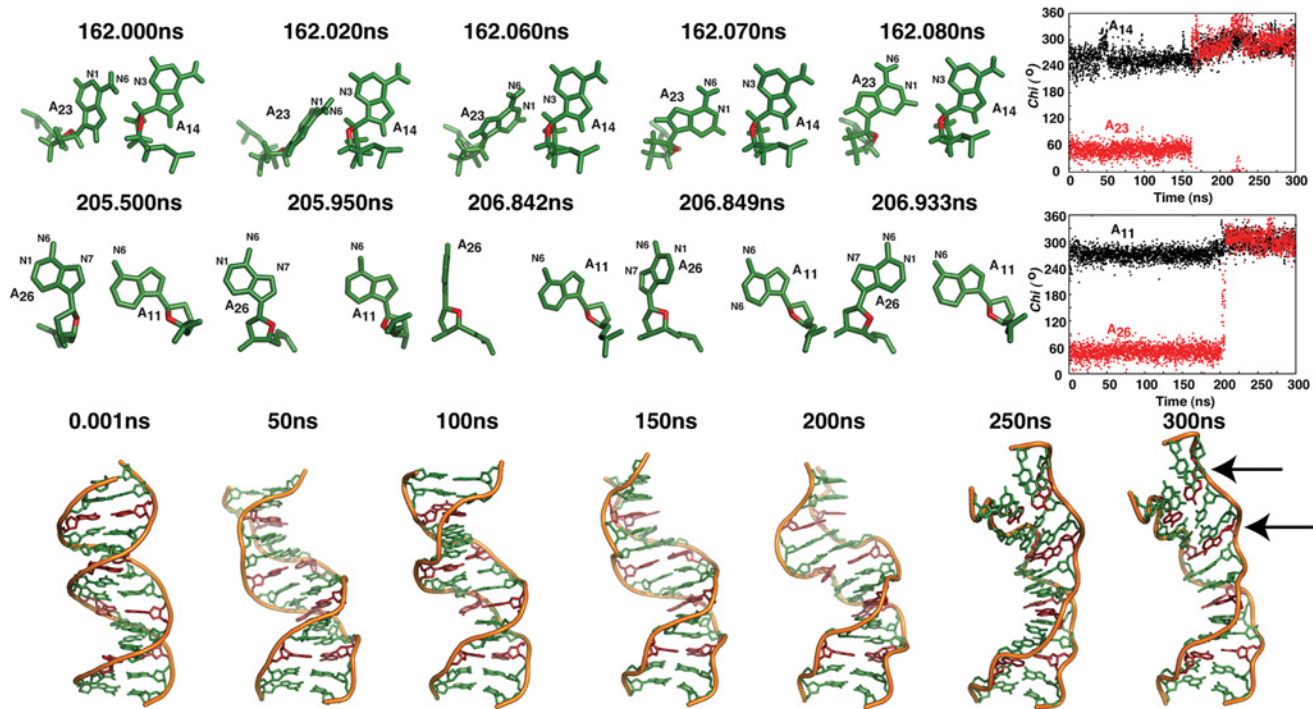 162.000ns 162.020ns 162.060ns 162.070ns 162.080ns
N1 N6 N3 A23 A14
N1 N6 N3 A23 A14
N6 N3 A23 N1 A14
N6 N3 A23 N1 A14
N6 N3 A23 N1 A14
360
300
240
180
120
60
0
Chi (°)
A14
A23
0 50 100 150 200 250 300
Time (ns)
205.500ns 205.950ns 206.842ns 206.849ns 206.933ns
N6 N1 N7 A26 N6 A11
N6 N1 N7 A26 A11
A26 N6 A11
N6 N1 N7 A26 N6 A11 N6
N6 N7 N1 A26 N6 A11
360
300
240
180
120
60
0
Chi (°)
A11
A26
0 50 100 150 200 250 300
Time (ns)
0.001ns 50ns 100ns 150ns 200ns 250ns 300ns